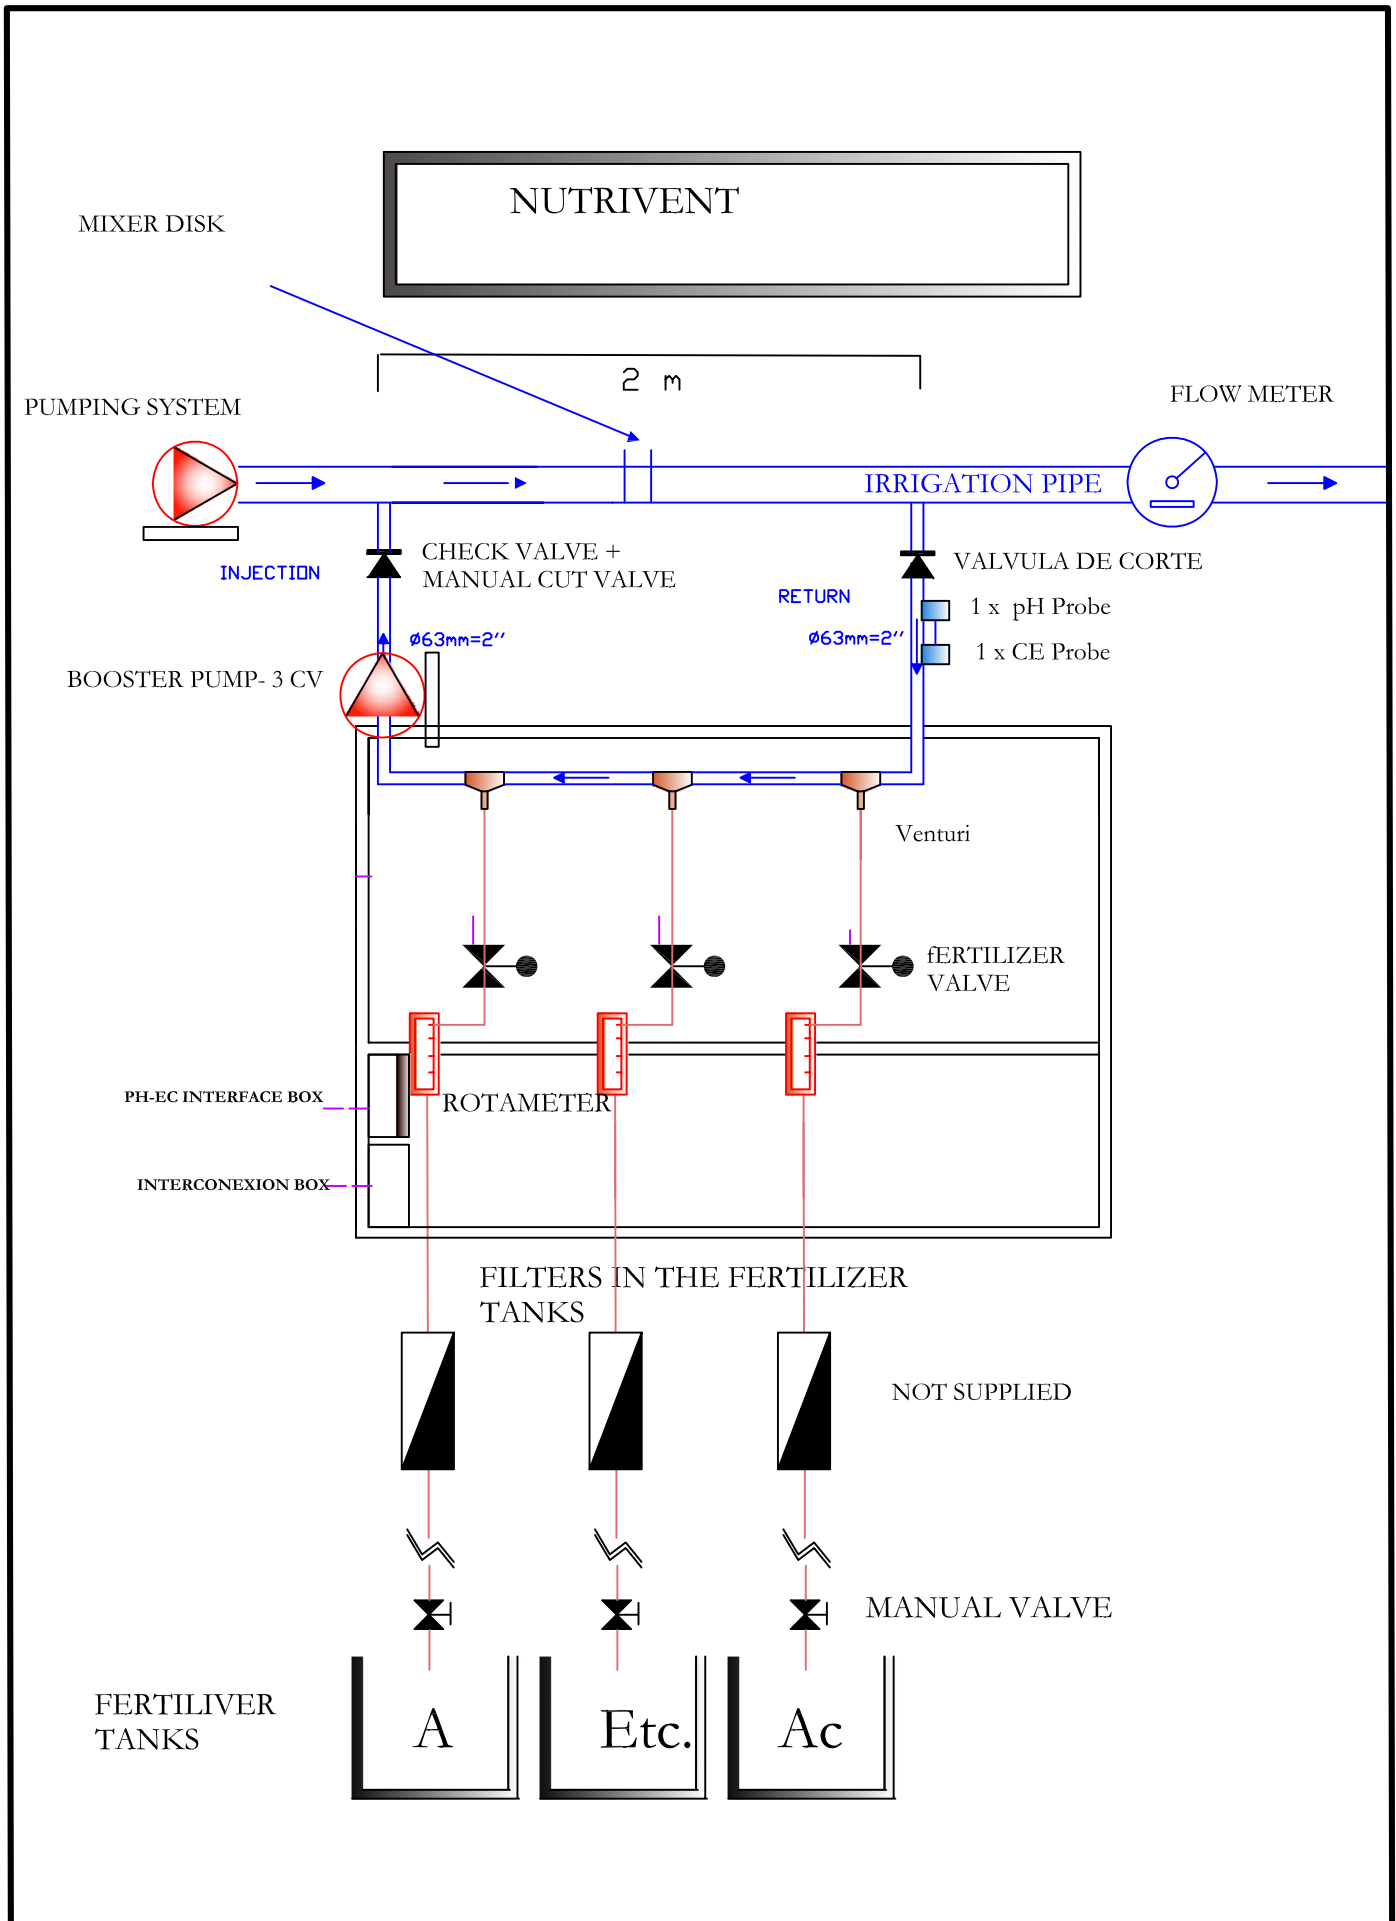 NUTRIVENT
MIXER DISK
2 m
PUMPING SYSTEM
FLOW METER
IRRIGATION PIPE
INJECTION
CHECK VALVE +
MANUAL CUT VALVE
VALVULA DE CORTE
RETURN
1 x pH Probe
Ø63mm=2’’
Ø63mm=2’’
1 x CE Probe
BOOSTER PUMP- 3 CV
Venturi
fERTILIZER
VALVE
PH-EC INTERFACE BOX
ROTAMETER
INTERCONEXION BOX
FILTERS IN THE FERTILIZER
TANKS
NOT SUPPLIED
MANUAL VALVE
FERTILIVER
TANKS
A
Etc.
Ac